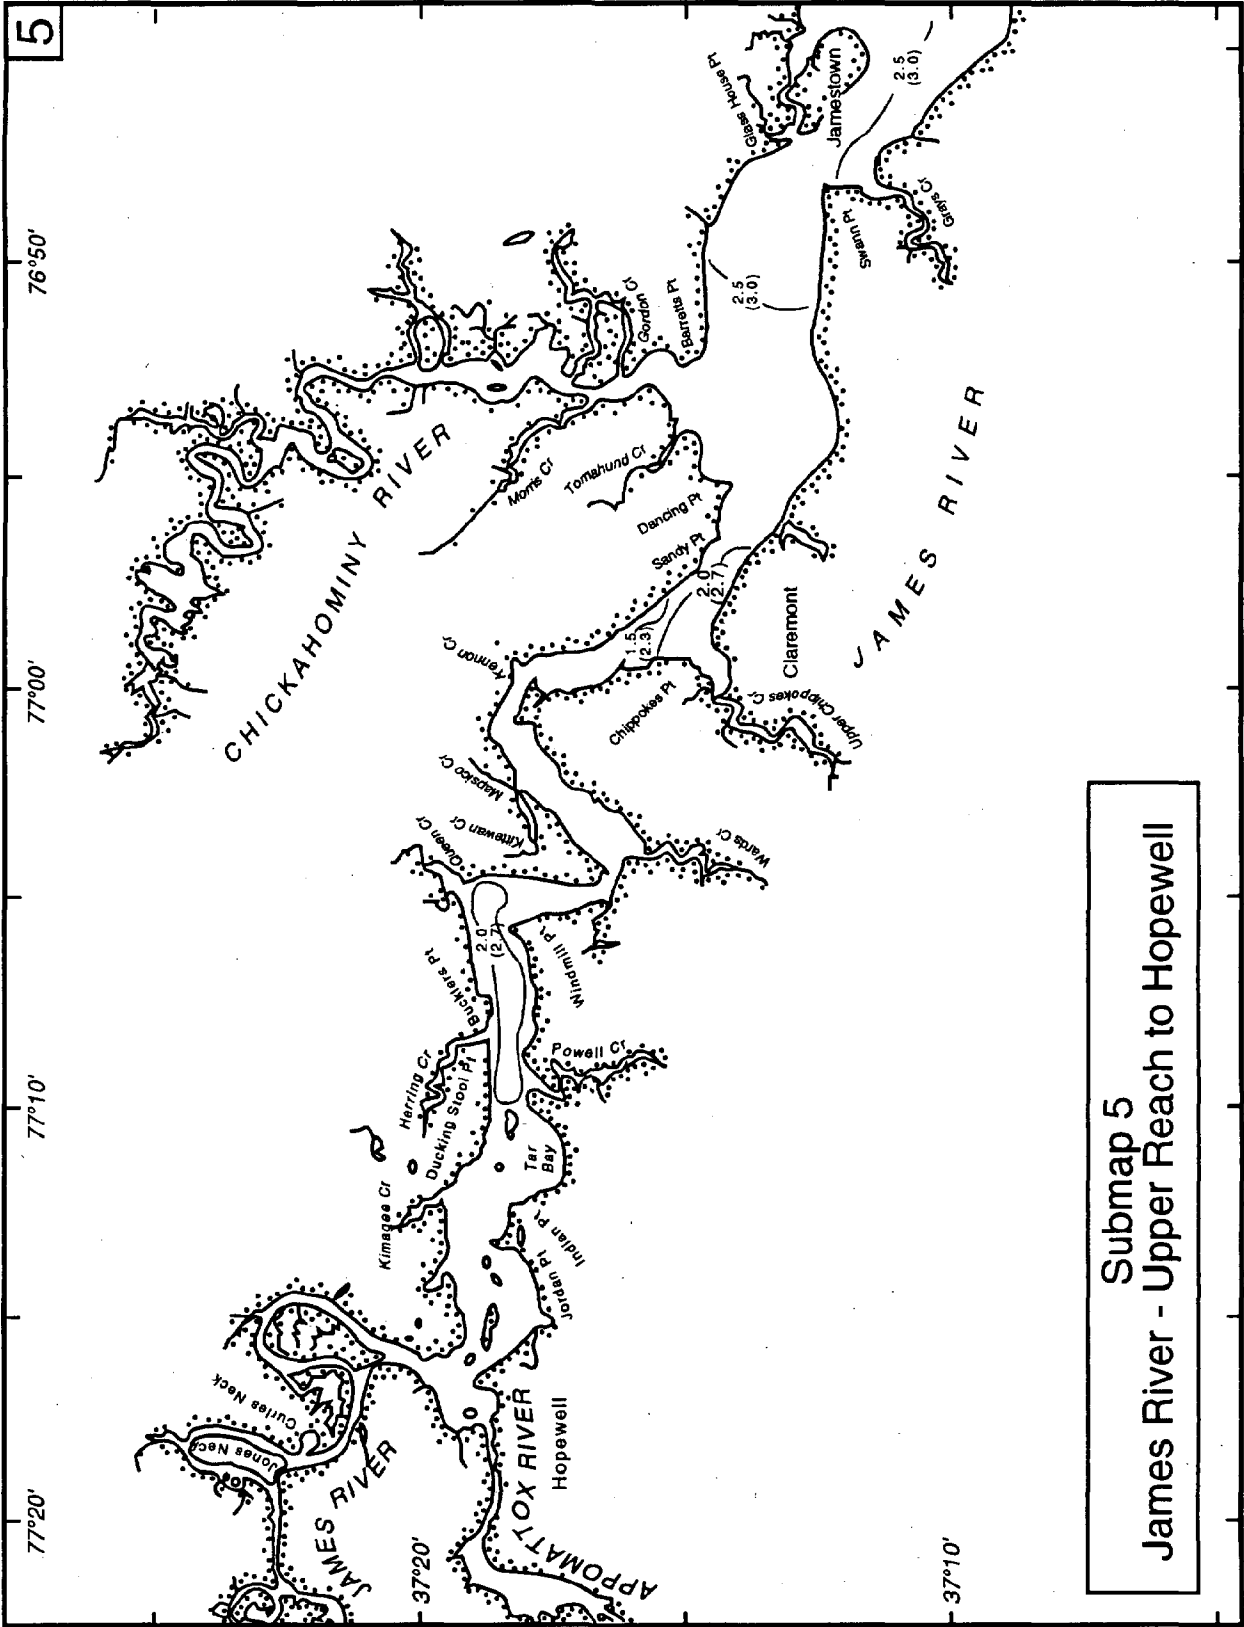 5
77°20'
77°10'
77°00'
76°50'
37°20'
37°10'
JAMES RIVER
Jones Neck
Curles Neck
APPOMATTOX RIVER
Hopewell
Kimages Cr
Herring Cr
Ducking Stool Pt
Bucklers Pt
Jordan Pt
Indian Pt
Tar
Bay
Powell Cr
Windmill Pt
2.0
(2.7)
Queen Cr
Kittewan Cr
Mapsico Cr
Kennon Cr
Wards Cr
Chippokes Pt
Upper Chippokes Cr
Claremont
1.5
(2.3)
2.0
(2.7)
Sandy Pt
Dancing Pt
Tomahund Cr
Morris Cr
CHICKAHOMINY RIVER
Gordon Cr
Barretts Pt
2.5
(3.0)
JAMES RIVER
Swann Pt
Grays Cr
Glass House Pt
Jamestown
2.5
(3.0)
Submap 5
James River - Upper Reach to Hopewell